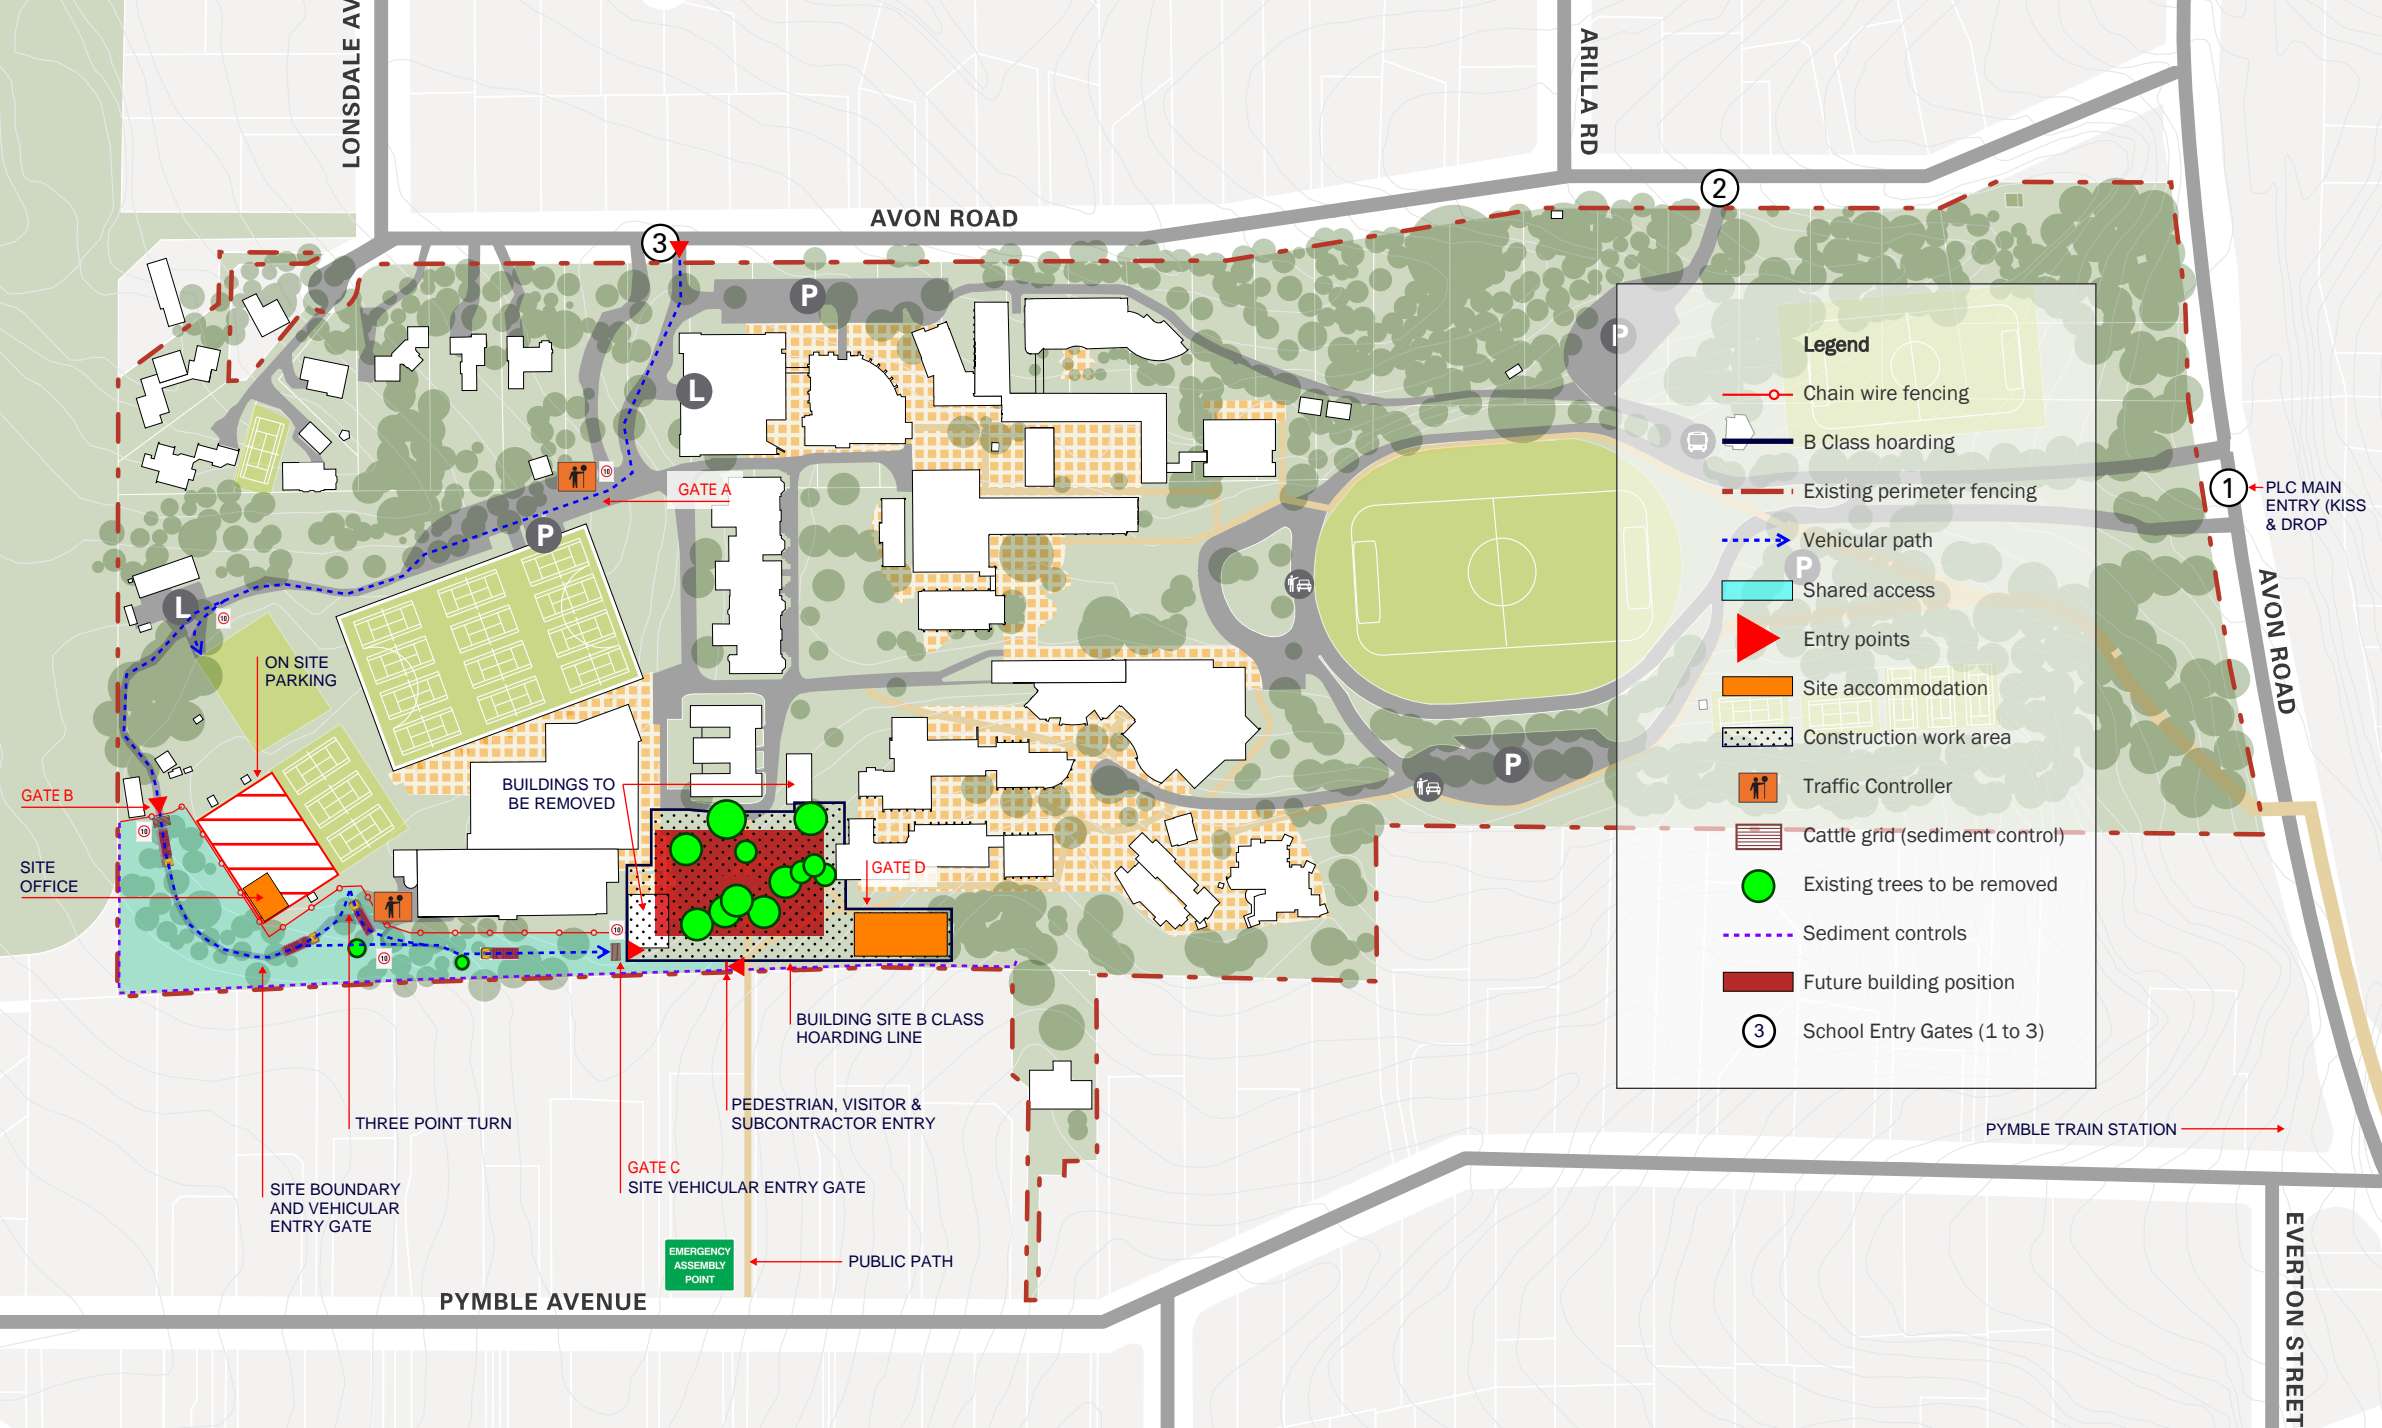 LONSDALE AV
ARILLA RD
2
AVON ROAD
3
P
P
L
Legend
Chain wire fencing
B Class hoarding
Existing perimeter fencing
Vehicular path
Shared access
Entry points
Site accommodation
Construction work area
Traffic Controller
Cattle grid (sediment control)
Existing trees to be removed
Sediment controls
Future building position
3
School Entry Gates (1 to 3)
10
GATE A
1
PLC MAIN
ENTRY (KISS
& DROP
P
P
L
10
AVON ROAD
ON SITE
PARKING
P
BUILDINGS TO
BE REMOVED
GATE B
10
SITE
OFFICE
GATE D
10
10
BUILDING SITE B CLASS
HOARDING LINE
PEDESTRIAN, VISITOR &
SUBCONTRACTOR ENTRY
THREE POINT TURN
PYMBLE TRAIN STATION
GATE C
SITE VEHICULAR ENTRY GATE
SITE BOUNDARY
AND VEHICULAR
ENTRY GATE
EMERGENCY
ASSEMBLY
POINT
PUBLIC PATH
PYMBLE AVENUE
EVERTON STREET